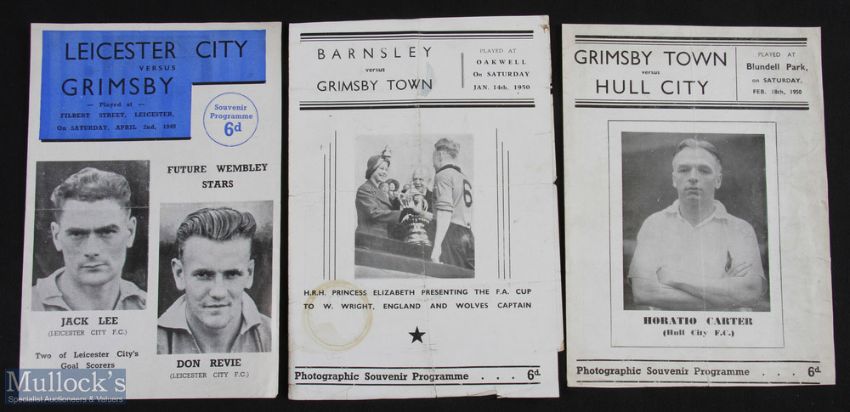 LEICESTER CITY
VERSUS
GRIMSBY
— Played at —
FILBERT STREET, LEICESTER,
On SATURDAY, APRIL 2nd, 1949
Souvenir
Programme
6d
FUTURE WEMBLEY
STARS
JACK LEE
(LEICESTER CITY F.C.)
Two of Leicester City's
Goal Scorers
DON REVIE
(LEICESTER CITY F.C.)
BARNSLEY
versus
GRIMSBY TOWN
PLAYED AT
OAKWELL
On SATURDAY
JAN. 14th, 1950
6
H.R.H. PRINCESS ELIZABETH PRESENTING THE F.A. CUP
TO W. WRIGHT, ENGLAND AND WOLVES CAPTAIN
Photographic Souvenir Programme . . . 6d.
GRIMSBY TOWN
versus
HULL CITY
PLAYED AT
Blundell Park,
on SATURDAY,
FEB. 18th, 1950
HORATIO CARTER
(Hull City F.C.)
Photographic Souvenir Programme . . . 6d.
Mullock's
Specialist Auctioneers & Valuers